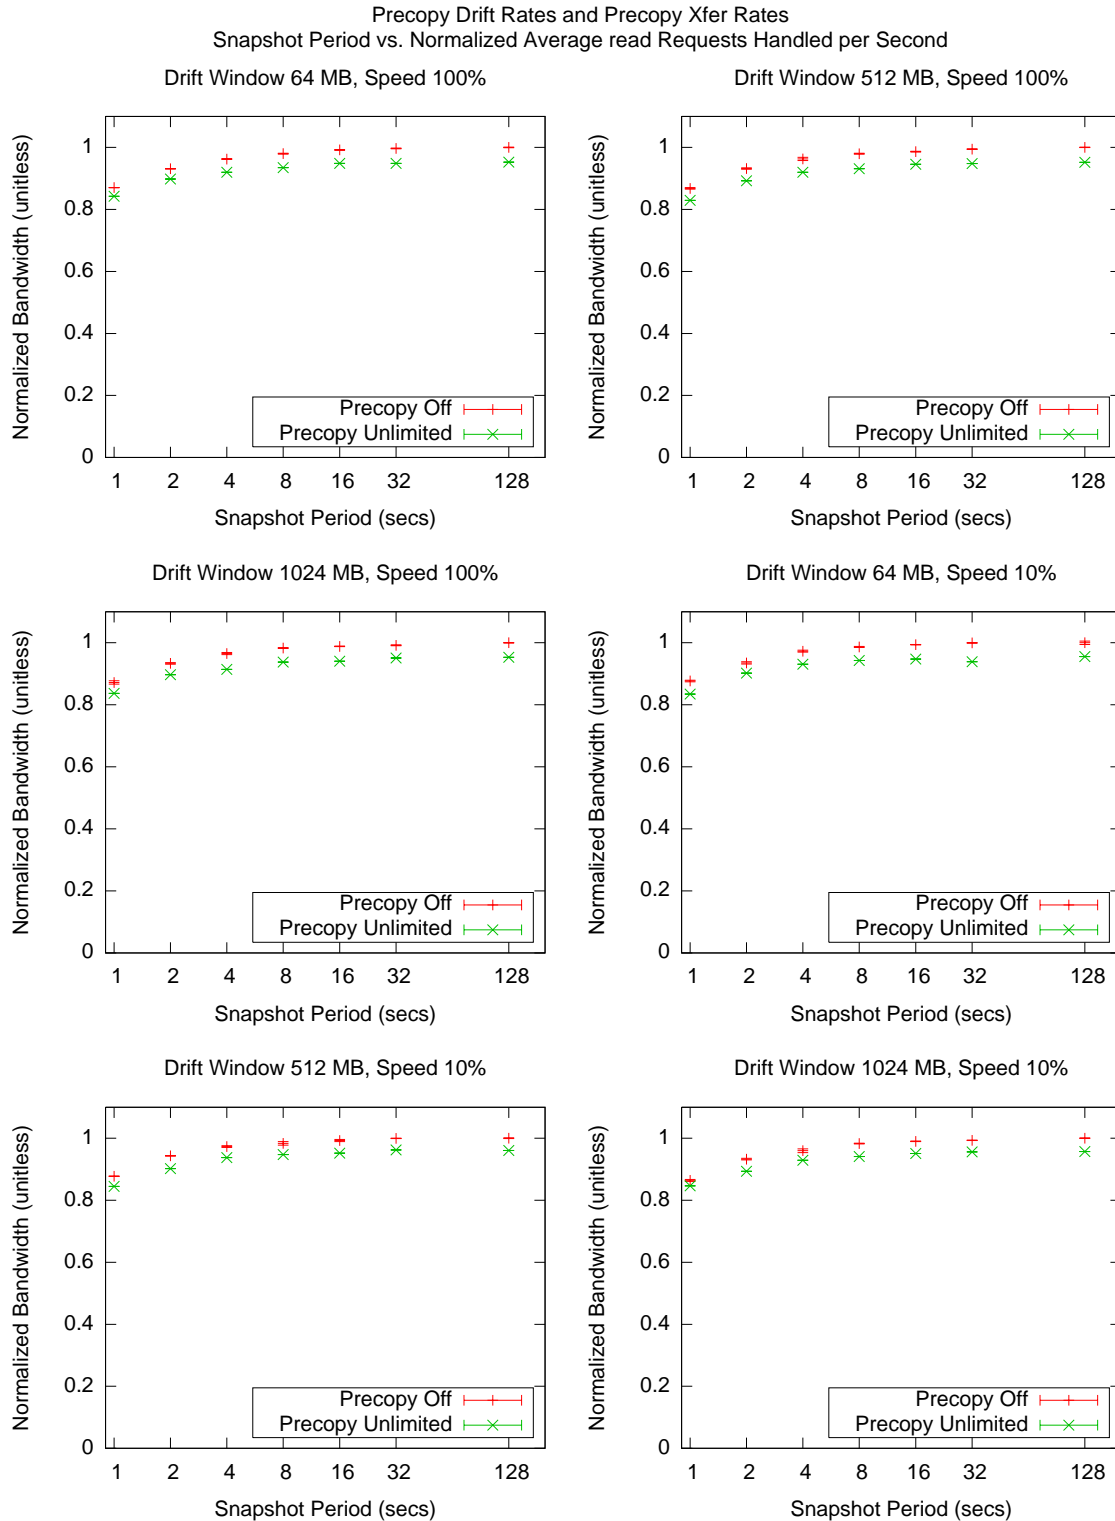 Precopy Drift Rates and Precopy Xfer Rates
Snapshot Period vs. Normalized Average read Requests Handled per Second
Drift Window 64 MB, Speed 100%
Normalized Bandwidth (unitless)
1
0.8
0.6
0.4
0.2
0
Precopy Off
Precopy Unlimited
1 2 4 8 16 32 128
Snapshot Period (secs)
Drift Window 512 MB, Speed 100%
Normalized Bandwidth (unitless)
1
0.8
0.6
0.4
0.2
0
Precopy Off
Precopy Unlimited
1 2 4 8 16 32 128
Snapshot Period (secs)
Drift Window 1024 MB, Speed 100%
Normalized Bandwidth (unitless)
1
0.8
0.6
0.4
0.2
0
Precopy Off
Precopy Unlimited
1 2 4 8 16 32 128
Snapshot Period (secs)
Drift Window 64 MB, Speed 10%
Normalized Bandwidth (unitless)
1
0.8
0.6
0.4
0.2
0
Precopy Off
Precopy Unlimited
1 2 4 8 16 32 128
Snapshot Period (secs)
Drift Window 512 MB, Speed 10%
Normalized Bandwidth (unitless)
1
0.8
0.6
0.4
0.2
0
Precopy Off
Precopy Unlimited
1 2 4 8 16 32 128
Snapshot Period (secs)
Drift Window 1024 MB, Speed 10%
Normalized Bandwidth (unitless)
1
0.8
0.6
0.4
0.2
0
Precopy Off
Precopy Unlimited
1 2 4 8 16 32 128
Snapshot Period (secs)